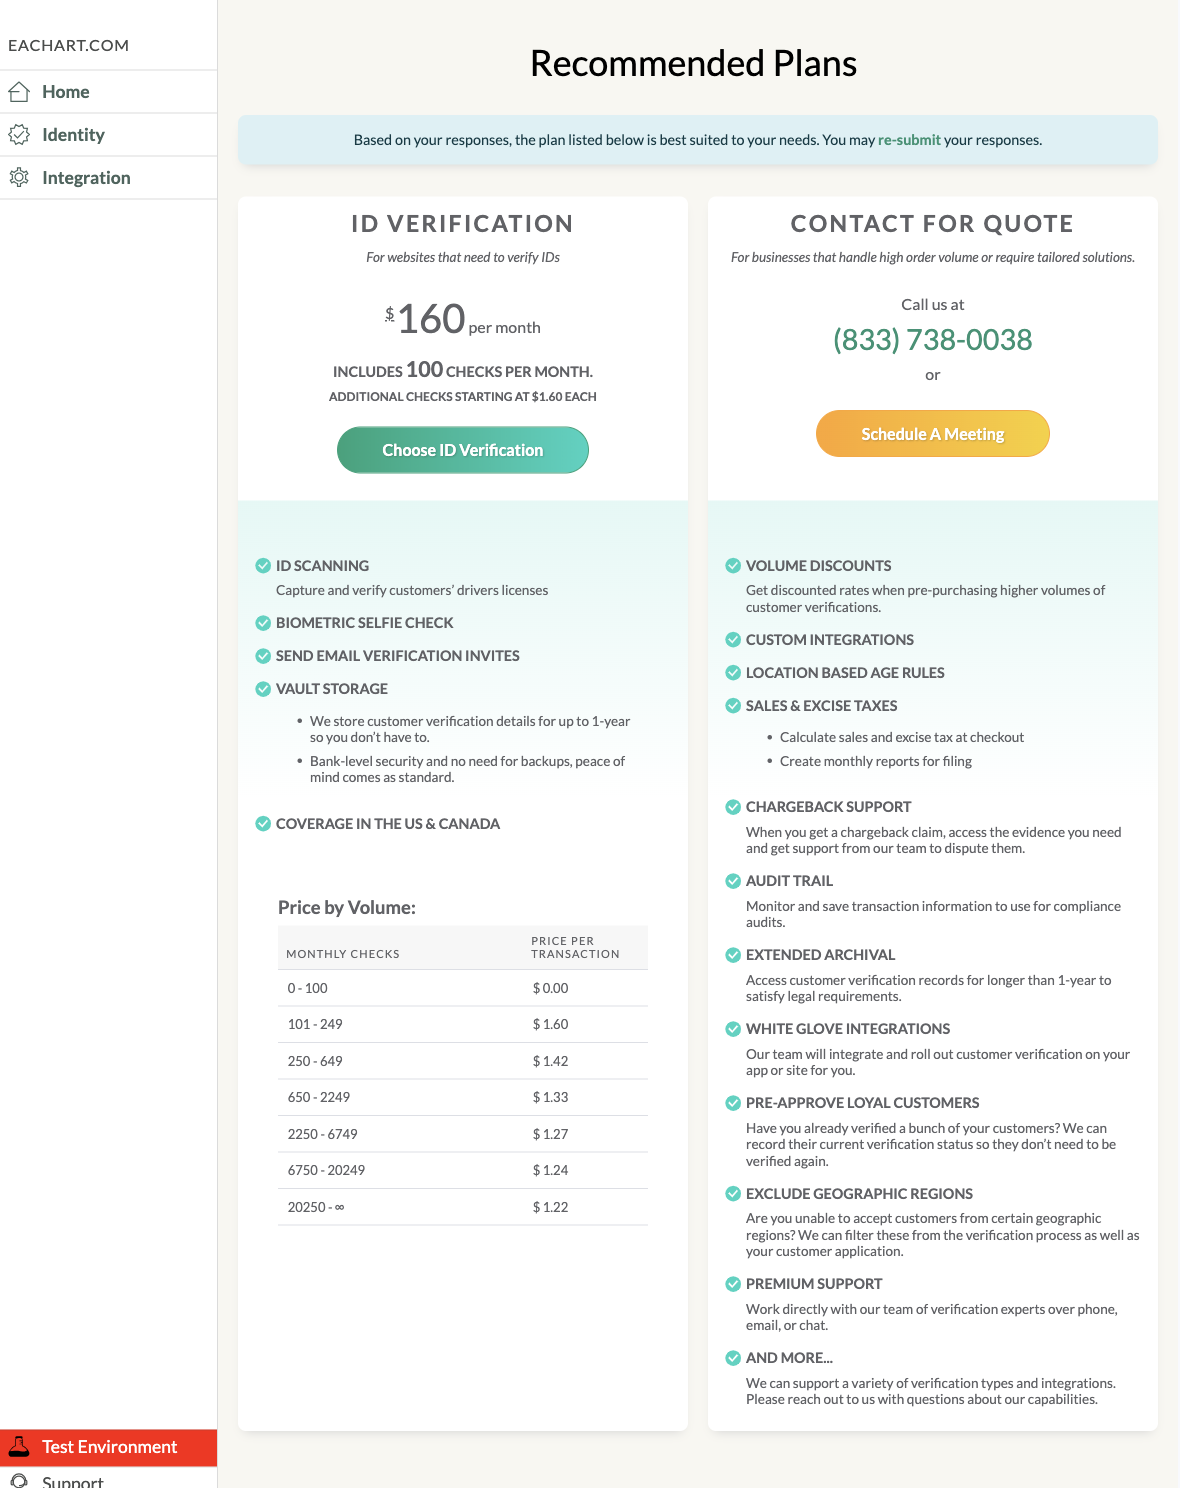 EACHART.COM
Home
Identity
Integration
Test Environment
Support
Recommended Plans
Based on your responses, the plan listed below is best suited to your needs. You may re-submit your responses.
ID VERIFICATION
For websites that need to verify IDs
$160 per month
INCLUDES 100 CHECKS PER MONTH.
ADDITIONAL CHECKS STARTING AT $1.60 EACH
Choose ID Verification
ID SCANNING
Capture and verify customers’ drivers licenses
BIOMETRIC SELFIE CHECK
SEND EMAIL VERIFICATION INVITES
VAULT STORAGE
• We store customer verification details for up to 1-year
so you don’t have to.
• Bank-level security and no need for backups, peace of
mind comes as standard.
COVERAGE IN THE US & CANADA
Price by Volume:
MONTHLY CHECKS PRICE PER
TRANSACTION
0 - 100 $ 0.00
101 - 249 $ 1.60
250 - 649 $ 1.42
650 - 2249 $ 1.33
2250 - 6749 $ 1.27
6750 - 20249 $ 1.24
20250 - ∞ $ 1.22
CONTACT FOR QUOTE
For businesses that handle high order volume or require tailored solutions.
Call us at
(833) 738-0038
or
Schedule A Meeting
VOLUME DISCOUNTS
Get discounted rates when pre-purchasing higher volumes of
customer verifications.
CUSTOM INTEGRATIONS
LOCATION BASED AGE RULES
SALES & EXCISE TAXES
• Calculate sales and excise tax at checkout
• Create monthly reports for filing
CHARGEBACK SUPPORT
When you get a chargeback claim, access the evidence you need
and get support from our team to dispute them.
AUDIT TRAIL
Monitor and save transaction information to use for compliance
audits.
EXTENDED ARCHIVAL
Access customer verification records for longer than 1-year to
satisfy legal requirements.
WHITE GLOVE INTEGRATIONS
Our team will integrate and roll out customer verification on your
app or site for you.
PRE-APPROVE LOYAL CUSTOMERS
Have you already verified a bunch of your customers? We can
record their current verification status so they don’t need to be
verified again.
EXCLUDE GEOGRAPHIC REGIONS
Are you unable to accept customers from certain geographic
regions? We can filter these from the verification process as well as
your customer application.
PREMIUM SUPPORT
Work directly with our team of verification experts over phone,
email, or chat.
AND MORE...
We can support a variety of verification types and integrations.
Please reach out to us with questions about our capabilities.